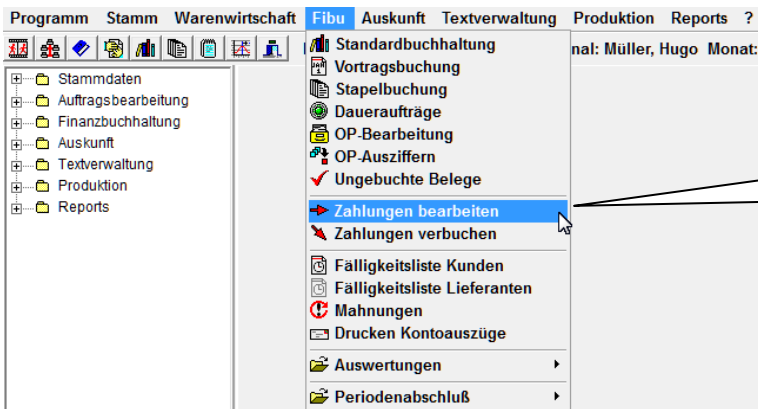 Programm Stamm Warenwirtschaft Fibu Auskunft Textverwaltung Produktion Reports ?
nal: Müller, Hugo Monat:
Stammdaten
Auftragsbearbeitung
Finanzbuchhaltung
Auskunft
Textverwaltung
Produktion
Reports
Standardbuchhaltung
Vortragsbuchung
Stapelbuchung
Daueraufträge
OP-Bearbeitung
OP-Ausziffern
Ungebuchte Belege
Zahlungen bearbeiten
Zahlungen verbuchen
Fälligkeitsliste Kunden
Fälligkeitsliste Lieferanten
Mahnungen
Drucken Kontoauszüge
Auswertungen
Periodenabschluß